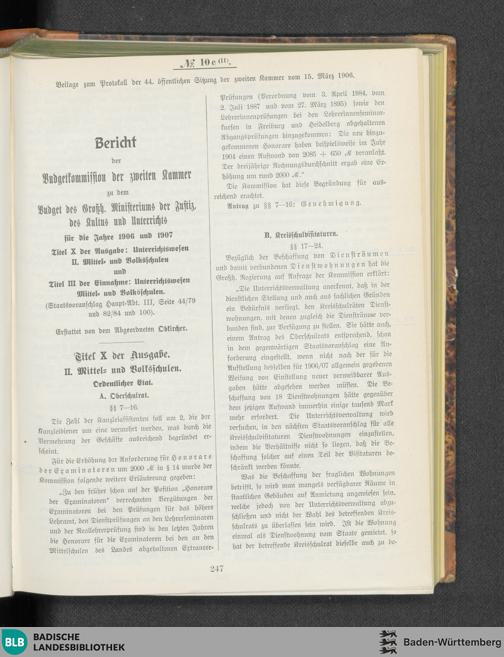 № 10e (II).
Beilage zum Protokoll der 44. öffentlichen Sitzung der zweiten Kammer vom 15. März 1906.
Bericht
der
Budgetkommission der zweiten Kammer
zu dem
Budget des Großh. Ministeriums der Justiz,
des Kultus und Unterrichts
für die Jahre 1906 und 1907
Titel X der Ausgabe: Unterrichtswesen
II. Mittel- und Volksschulen
und
Titel III der Einnahme: Unterrichtswesen
Mittel- und Volksschulen.
(Staatsvoranschlag Haupt-Abt. III, Seite 44/79
und 82/84 und 100).
Erstattet von dem Abgeordneten Obkircher.
Titel X der Ausgabe.
II. Mittel- und Volksschulen.
Ordentlicher Etat.
A. Oberschulrat.
§§ 7—16.
Die Zahl der Kanzleiassistenten soll um 2, die der
Kanzleidiener um eine vermehrt werden, was durch die
Vermehrung der Geschäfte ausreichend begründet er-
scheint.
Für die Erhöhung der Anforderung für Honorare
der Examinatoren um 2000 ℳ in § 14 wurde der
Kommission folgende weitere Erläuterung gegeben:
„Zu den früher schon auf der Position „Honorare
der Examinatoren" verrechneten Vergütungen der
Examinatoren bei den Prüfungen für das höhere
Lehramt, den Dienstprüfungen an den Lehrerseminaren
und der Reallehrerprüfung sind in den letzten Jahren
die Honorare für die Examinatoren bei den an den
Mittelschulen des Landes abgehaltenen Extraneer-
Prüfungen (Verordnung vom 3. April 1884, vom
2. Juli 1887 und vom 27. März 1895) sowie den
Lehrerinnenprüfungen bei den Lehrerinnenseminar-
kursen in Freiburg und Heidelberg abgehaltenen
Abgangsprüfungen hinzugekommen: Die neu hinzu-
gekommenen Honorare haben beispielsweise im Jahr
1904 einen Aufwand von 2085 + 650 ℳ veranlaßt.
Der dreijährige Rechnungsdurchschnitt ergab eine Er-
höhung um rund 2000 ℳ."
Die Kommission hat diese Begründung für aus-
reichend erachtet.
Antrag zu §§ 7—16: Genehmigung.
B. Kreisschulvisitaturen.
§§ 17—24.
Bezüglich der Beschaffung von Diensträumen
und damit verbundenen Dienstwohnungen hat die
Großh. Regierung auf Anfrage der Kommission erklärt:
„Die Unterrichtsverwaltung anerkennt, daß in der
dienstlichen Stellung und auch aus sachlichen Gründen
ein Bedürfnis vorliegt, den Kreisschulräten Dienst-
wohnungen, mit denen zugleich die Diensträume ver-
bunden sind, zur Verfügung zu stellen. Sie hätte auch,
einem Antrag des Oberschulrats entsprechend, schon
in dem gegenwärtigen Staatsvoranschlag eine An-
forderung eingestellt, wenn nicht nach der für die
Aufstellung desselben für 1906/07 allgemein gegebenen
Weisung von Einstellung neuer vermeidbarer Aus-
gaben hätte abgesehen werden müssen. Die Be-
schaffung von 18 Dienstwohnungen hätte gegenüber
dem jetzigen Aufwand immerhin einige tausend Mark
mehr erfordert. Die Unterrichtsverwaltung wird
versuchen, in den nächsten Staatsvoranschlag für alle
Kreisschulvisitaturen Dienstwohnungen einzustellen,
indem die Verhältnisse nicht so liegen, daß die Be-
schaffung solcher auf einen Teil der Visitaturen be-
schränkt werden könnte.
Was die Beschaffung der fraglichen Wohnungen
betrifft, so wird man mangels verfügbarer Räume in
staatlichen Gebäuden auf Anmietung angewiesen sein,
welche jedoch von der Unterrichtsverwaltung abzu-
schließen und nicht der Wahl des betreffenden Kreis-
schulrats zu überlassen sein wird. Ist die Wohnung
einmal als Dienstwohnung vom Staate gemietet, so
hat der betreffende Kreisschulrat dieselbe auch zu be-
247
BLB
BADISCHE
LANDESBIBLIOTHEK
Baden-Württemberg